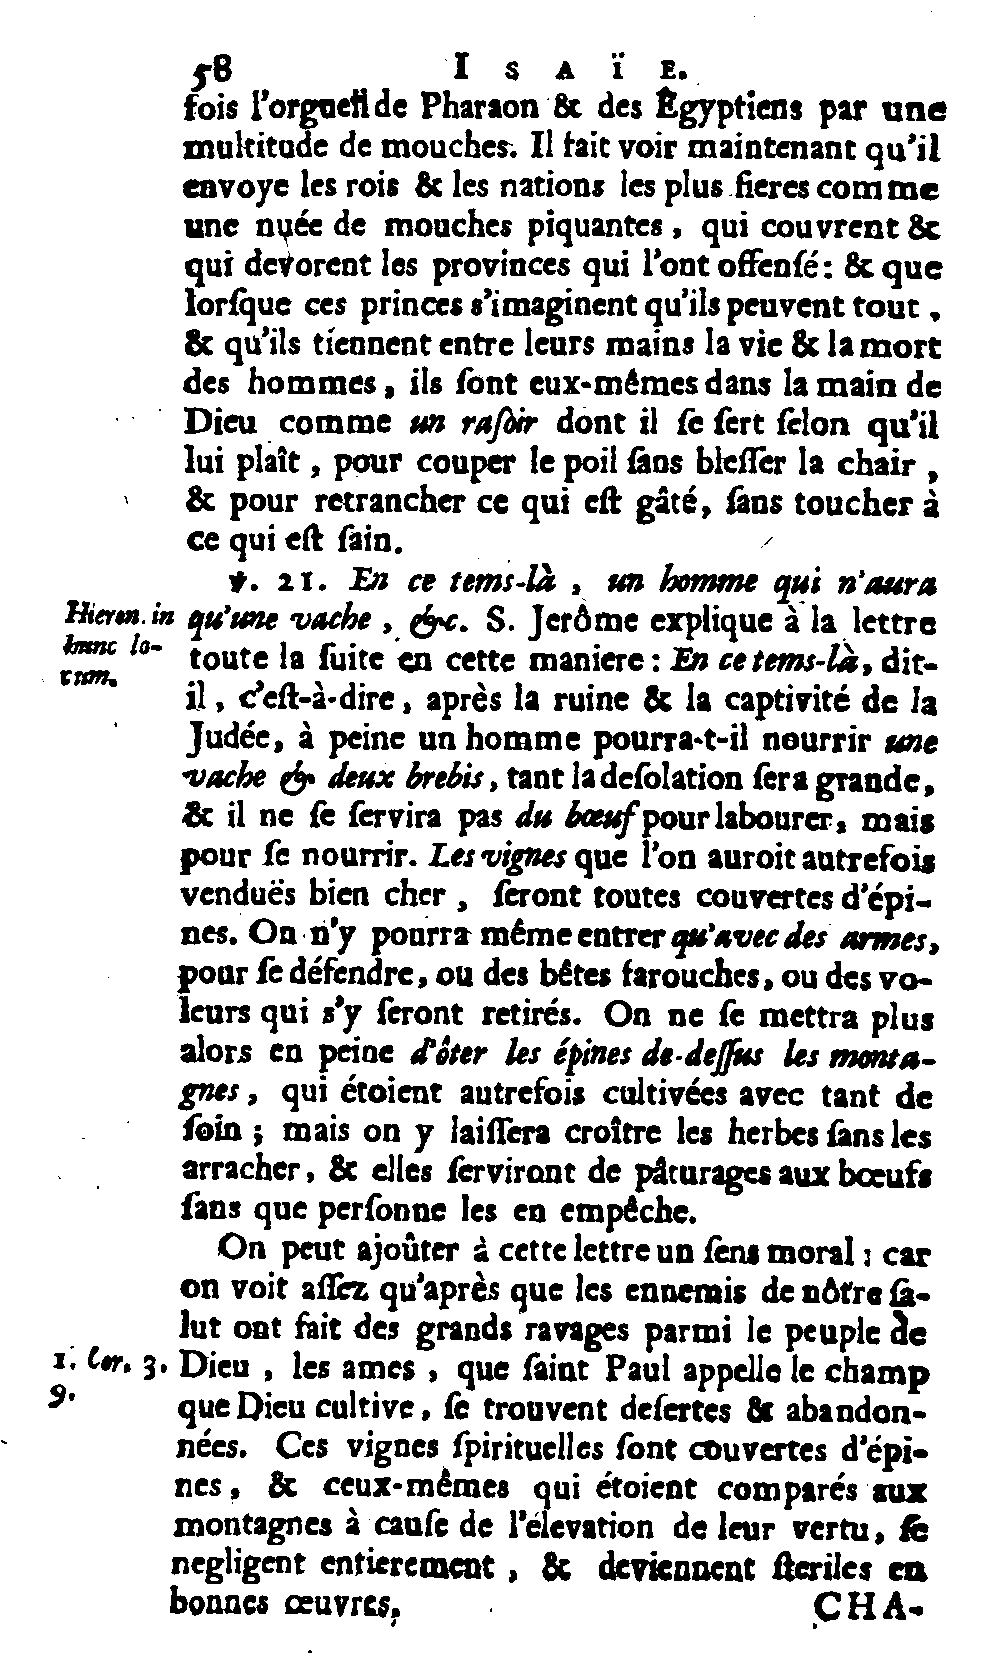 58 ISAÏE.
fois l'orgueil de Pharaon & des Êgyptiens par une
multitude de mouches. Il fait voir maintenant qu'il
envoye les rois & les nations les plus fieres comme
une nuée de mouches piquantes, qui couvrent &
qui devorent les provinces qui l'ont offenſé: & que
lorſque ces princes s'imaginent qu'ils peuvent tout,
& qu'ils tiennent entre leurs mains la vie & la mort
des hommes, ils ſont eux-mêmes dans la main de
Dieu comme un raſoir dont il ſe ſert ſelon qu'il
lui plaît, pour couper le poil ſans bleſſer la chair,
& pour retrancher ce qui eſt gâté, ſans toucher à
ce qui eſt ſain.
℣. 21. En ce tems-là, un homme qui n'aura
qu'une vache, &c. S. Jerôme explique à la lettre
Hieron. in
hunc lo-
cum.
toute la ſuite en cette maniere: En ce tems-là, dit-
il, c'eſt-à-dire, après la ruine & la captivité de la
Judée, à peine un homme pourra-t-il nourrir une
vache & deux brebis, tant la deſolation ſera grande,
& il ne ſe ſervira pas du bœuf pour labourer, mais
pour ſe nourrir. Les vignes que l'on auroit autrefois
venduës bien cher, ſeront toutes couvertes d'épi-
nes. On n'y pourra même entrer qu'avec des armes,
pour ſe défendre, ou des bêtes farouches, ou des vo-
leurs qui s'y ſeront retirés. On ne ſe mettra plus
alors en peine d'ôter les épines de-deſſus les monta-
gnes, qui étoient autrefois cultivées avec tant de
ſoin; mais on y laiſſera croître les herbes ſans les
arracher, & elles ſerviront de pâturages aux bœufs
ſans que perſonne les en empêche.
On peut ajoûter à cette lettre un ſens moral; car
on voit aſſez qu'après que les ennemis de nôtre ſa-
lut ont fait des grands ravages parmi le peuple de
1. Cor. 3.
9.
Dieu, les ames, que ſaint Paul appelle le champ
que Dieu cultive, ſe trouvent deſertes & abandon-
nées. Ces vignes ſpirituelles ſont couvertes d'épi-
nes, & ceux-mêmes qui étoient comparés aux
montagnes à cauſe de l'élevation de leur vertu, ſe
negligent entierement, & deviennent ſteriles en
bonnes œuvres.
CHA-